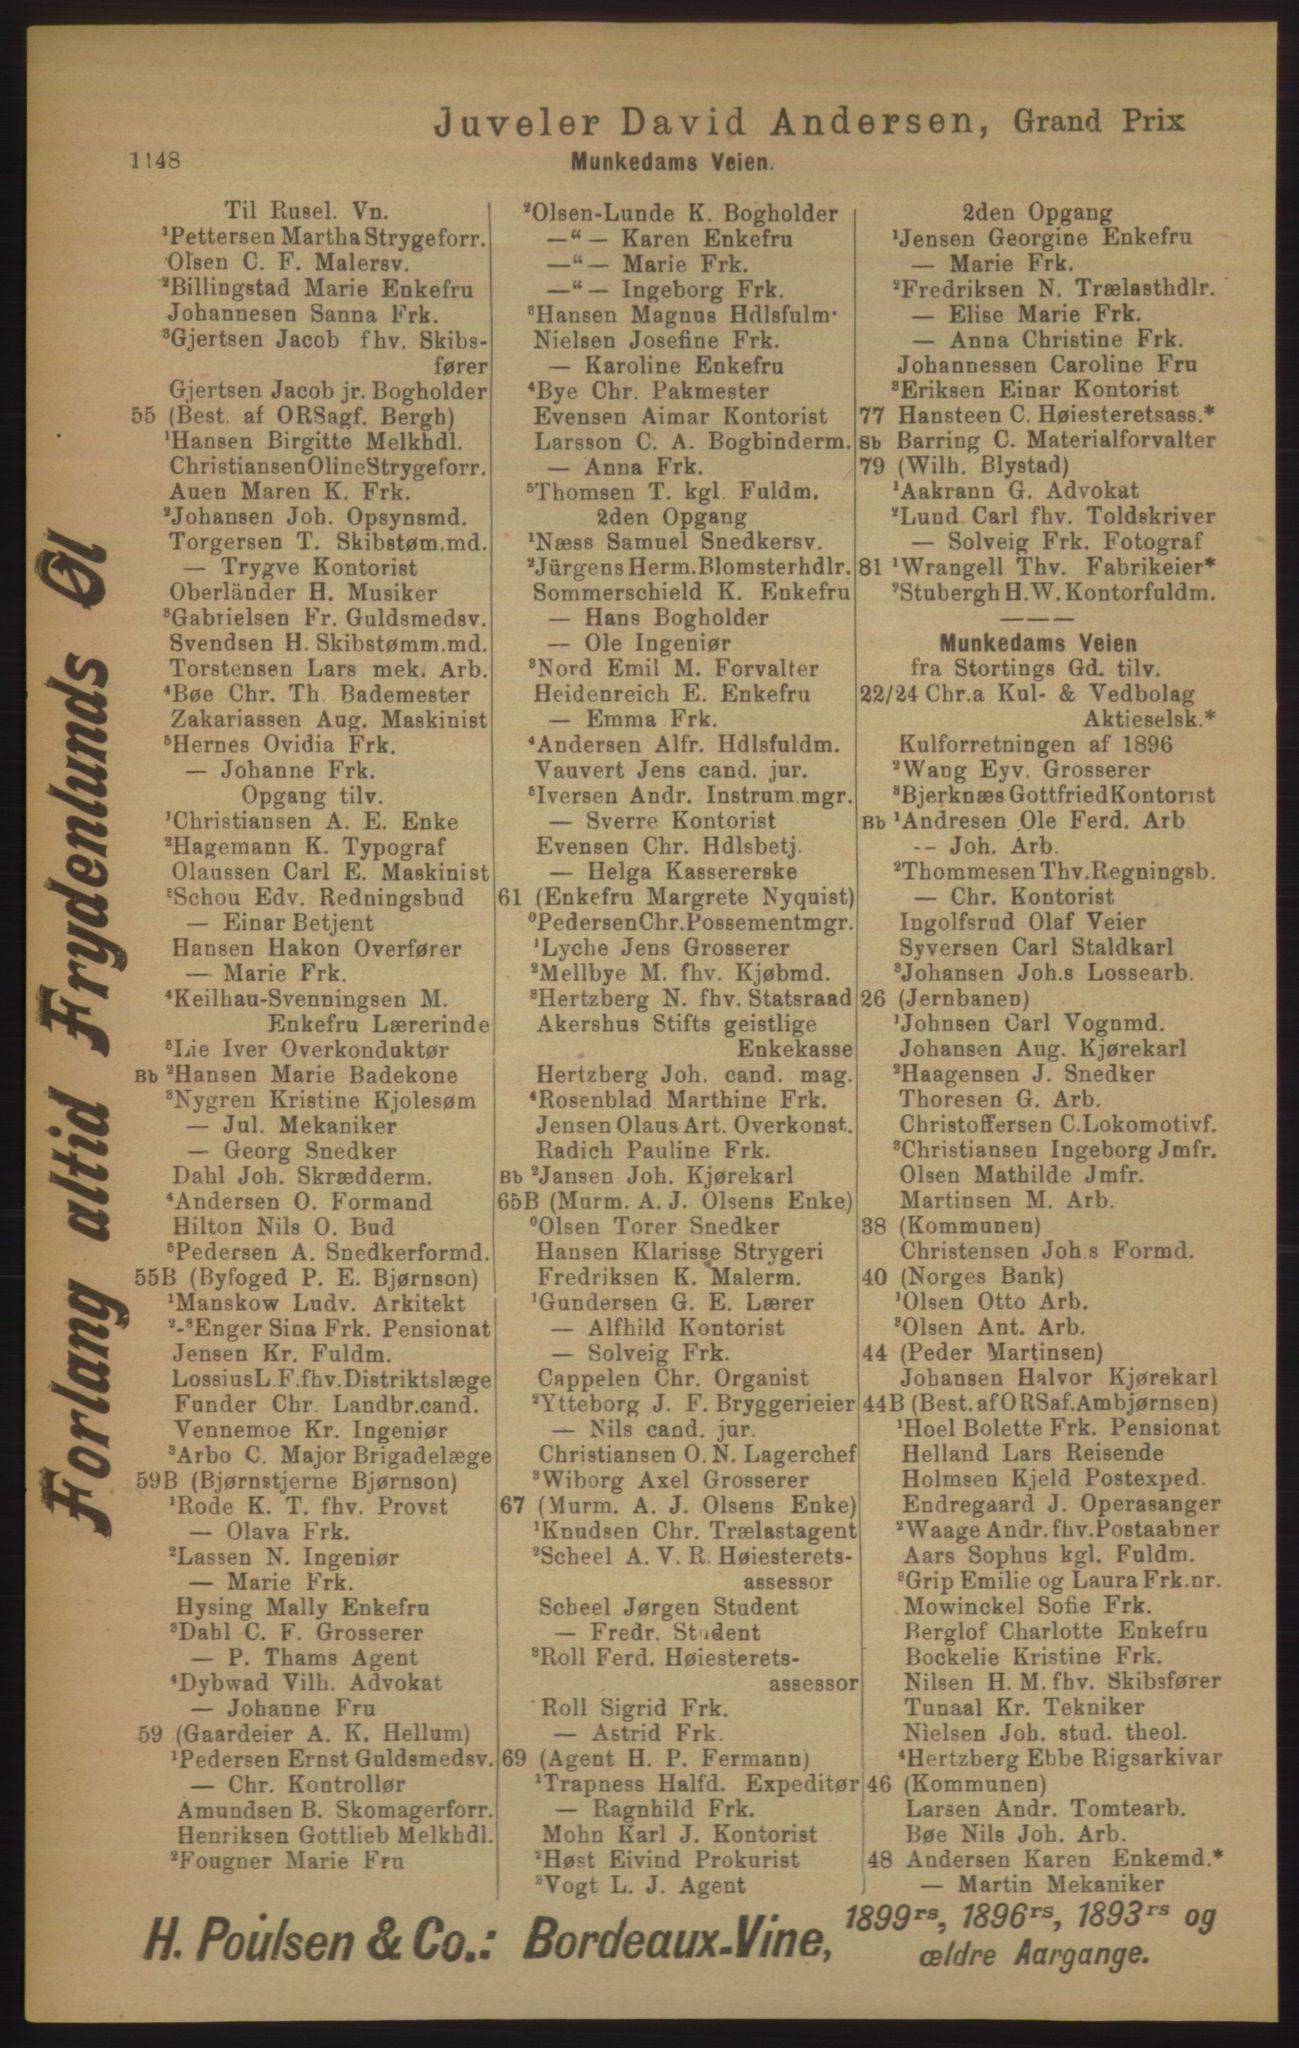 Juveler David Andersen, Grand Prix
1148
Munkedams Veien.
Forlang altid Frydenlunds Øl
Til Rusel. Vn.
¹Pettersen Martha Strygeforr.
Olsen C. F. Malersv.
²Billingstad Marie Enkefru
Johannesen Sanna Frk.
³Gjertsen Jacob fhv. Skibs-
fører
Gjertsen Jacob jr. Bogholder
55 (Best. af ORSagf. Bergh)
¹Hansen Birgitte Melkhdl.
Christiansen Oline Strygeforr.
Auen Maren K. Frk.
²Johansen Joh. Opsynsmd.
Torgersen T. Skibstøm.md.
— Trygve Kontorist
Oberländer H. Musiker
³Gabrielsen Fr. Guldsmedsv.
Svendsen H. Skibstømm.md.
Torstensen Lars mek. Arb.
⁴Bøe Chr. Th. Bademester
Zakariassen Aug. Maskinist
⁵Hernes Ovidia Frk.
— Johanne Frk.
Opgang tilv.
¹Christiansen A. E. Enke
²Hagemann K. Typograf
Olaussen Carl E. Maskinist
³Schou Edv. Redningsbud
— Einar Betjent
Hansen Hakon Overfører
— Marie Frk.
⁴Keilhau-Svenningsen M.
Enkefru Lærerinde
⁵Lie Iver Overkonduktør
Bb ²Hansen Marie Badekone
³Nygren Kristine Kjolesøm
— Jul. Mekaniker
— Georg Snedker
Dahl Joh. Skrædderm.
⁴Andersen O. Formand
Hilton Nils O. Bud
⁵Pedersen A. Snedkerformd.
55B (Byfoged P. E. Bjørnson)
¹Manskow Ludv. Arkitekt
²-³Enger Sina Frk. Pensionat
Jensen Kr. Fuldm.
Lossius L.F. fhv. Distriktslæge
Funder Chr. Landbr.cand.
Vennemoe Kr. Ingeniør
³Arbo C. Major Brigadelæge
59B (Bjørnstjerne Bjørnson)
¹Rode K. T. fhv. Provst
— Olava Frk.
²Lassen N. Ingeniør
— Marie Frk.
Hysing Mally Enkefru
³Dahl C. F. Grosserer
— P. Thams Agent
⁴Dybwad Vilh. Advokat
— Johanne Fru
59 (Gaardeier A. K. Hellum)
¹Pedersen Ernst Guldsmedsv.
— Chr. Kontrollør
Amundsen B. Skomagerforr.
Henriksen Gottlieb Melkhdl.
²Fougner Marie Fru
²Olsen-Lunde K. Bogholder
—"— Karen Enkefru
—"— Marie Frk.
—"— Ingeborg Frk.
³Hansen Magnus Hdlsfulm.
Nielsen Josefine Frk.
— Karoline Enkefru
⁴Bye Chr. Pakmester
Evensen Aimar Kontorist
Larsson C. A. Bogbinderm.
— Anna Frk.
⁵Thomsen T. kgl. Fuldm.
2den Opgang
¹Næss Samuel Snedkersv.
²Jürgens Herm. Blomsterhdlr.
Sommerschield K. Enkefru
— Hans Bogholder
— Ole Ingeniør
³Nord Emil M. Forvalter
Heidenreich E. Enkefru
— Emma Frk.
⁴Andersen Alfr. Hdlsfuldm.
Vauvert Jens cand. jur.
⁵Iversen Andr. Instrum.mgr.
— Sverre Kontorist
Evensen Chr. Hdlsbetj.
— Helga Kassererske
61 (Enkefru Margrete Nyquist)
⁰Pedersen Chr. Possementmgr.
¹Lyche Jens Grosserer
²Mellbye M. fhv. Kjøbmd.
³Hertzberg N. fhv. Statsraad
Akershus Stifts geistlige
Enkekasse
Hertzberg Joh. cand. mag.
⁴Rosenblad Marthine Frk.
Jensen Olaus Art. Overkonst.
Radich Pauline Frk.
Bb ²Jansen Joh. Kjørekarl
65B (Murm. A. J. Olsens Enke)
⁰Olsen Torer Snedker
Hansen Klarisse Strygeri
Fredriksen K. Malerm.
¹Gundersen G. E. Lærer
— Alfhild Kontorist
— Solveig Frk.
Cappelen Chr. Organist
²Ytteborg J. F. Bryggerieier
— Nils cand. jur.
Christiansen O. N. Lagerchef
³Wiborg Axel Grosserer
67 (Murm. A. J. Olsens Enke)
¹Knudsen Chr. Trælastagent
²Scheel A. V. R. Høiesterets-
assessor
Scheel Jørgen Student
— Fredr. Student
³Roll Ferd. Høiesterets-
assessor
Roll Sigrid Frk.
— Astrid Frk.
69 (Agent H. P. Fermann)
¹Trapness Halfd. Expeditør
— Ragnhild Frk.
Mohn Karl J. Kontorist
²Høst Eivind Prokurist
³Vogt L. J. Agent
2den Opgang
¹Jensen Georgine Enkefru
— Marie Frk.
²Fredriksen N. Trælasthdlr.
— Elise Marie Frk.
— Anna Christine Frk.
Johannessen Caroline Fru
³Eriksen Einar Kontorist
77 Hansteen C. Høiesteretsass.*
Sb Barring C. Materialforvalter
79 (Wilh. Blystad)
¹Aakrann G. Advokat
²Lund Carl fhv. Toldskriver
— Solveig Frk. Fotograf
81 ¹Wrangell Thv. Fabrikeier*
²Stubergh H. W. Kontorfuldm.
Munkedams Veien
fra Stortings Gd. tilv.
22/24 Chr.a Kul- & Vedbolag
Aktieselsk.*
Kulforretningen af 1896
²Wang Eyv. Grosserer
³Bjerknæs Gottfried Kontorist
Bb ¹Andresen Ole Ferd. Arb
— Joh. Arb.
²Thommesen Thv. Regningsb.
— Chr. Kontorist
Ingolfsrud Olaf Veier
Syversen Carl Staldkarl
³Johansen Joh.s Lossearb.
26 (Jernbanen)
¹Johnsen Carl Vognmd.
Johansen Aug. Kjørekarl
²Haagensen J. Snedker
Thoresen G. Arb.
Christoffersen C. Lokomotivf.
³Christiansen Ingeborg Jmfr.
Olsen Mathilde Jmfr.
Martinsen M. Arb.
38 (Kommunen)
Christensen Joh.s Formd.
40 (Norges Bank)
¹Olsen Otto Arb.
³Olsen Ant. Arb.
44 (Peder Martinsen)
Johansen Halvor Kjørekarl
44B (Best. af ORSaf. Ambjørnsen)
¹Hoel Bolette Frk. Pensionat
Helland Lars Reisende
Holmsen Kjeld Postexped.
Endregaard J. Operasanger
²Waage Andr. fhv. Postaabner
Aars Sophus kgl. Fuldm.
³Grip Emilie og Laura Frk.nr.
Mowinckel Sofie Frk.
Berglof Charlotte Enkefru
Bockelie Kristine Frk.
Nilsen H. M. fhv. Skibsfører
Tunaal Kr. Tekniker
Nielsen Joh. stud. theol.
⁴Hertzberg Ebbe Rigsarkivar
46 (Kommunen)
Larsen Andr. Tomtearb.
Bøe Nils Joh. Arb.
48 Andersen Karen Enkemd.*
— Martin Mekaniker
H. Poulsen & Co.: Bordeaux-Vine, 1899rs, 1896rs, 1893rs og
ældre Aargange.